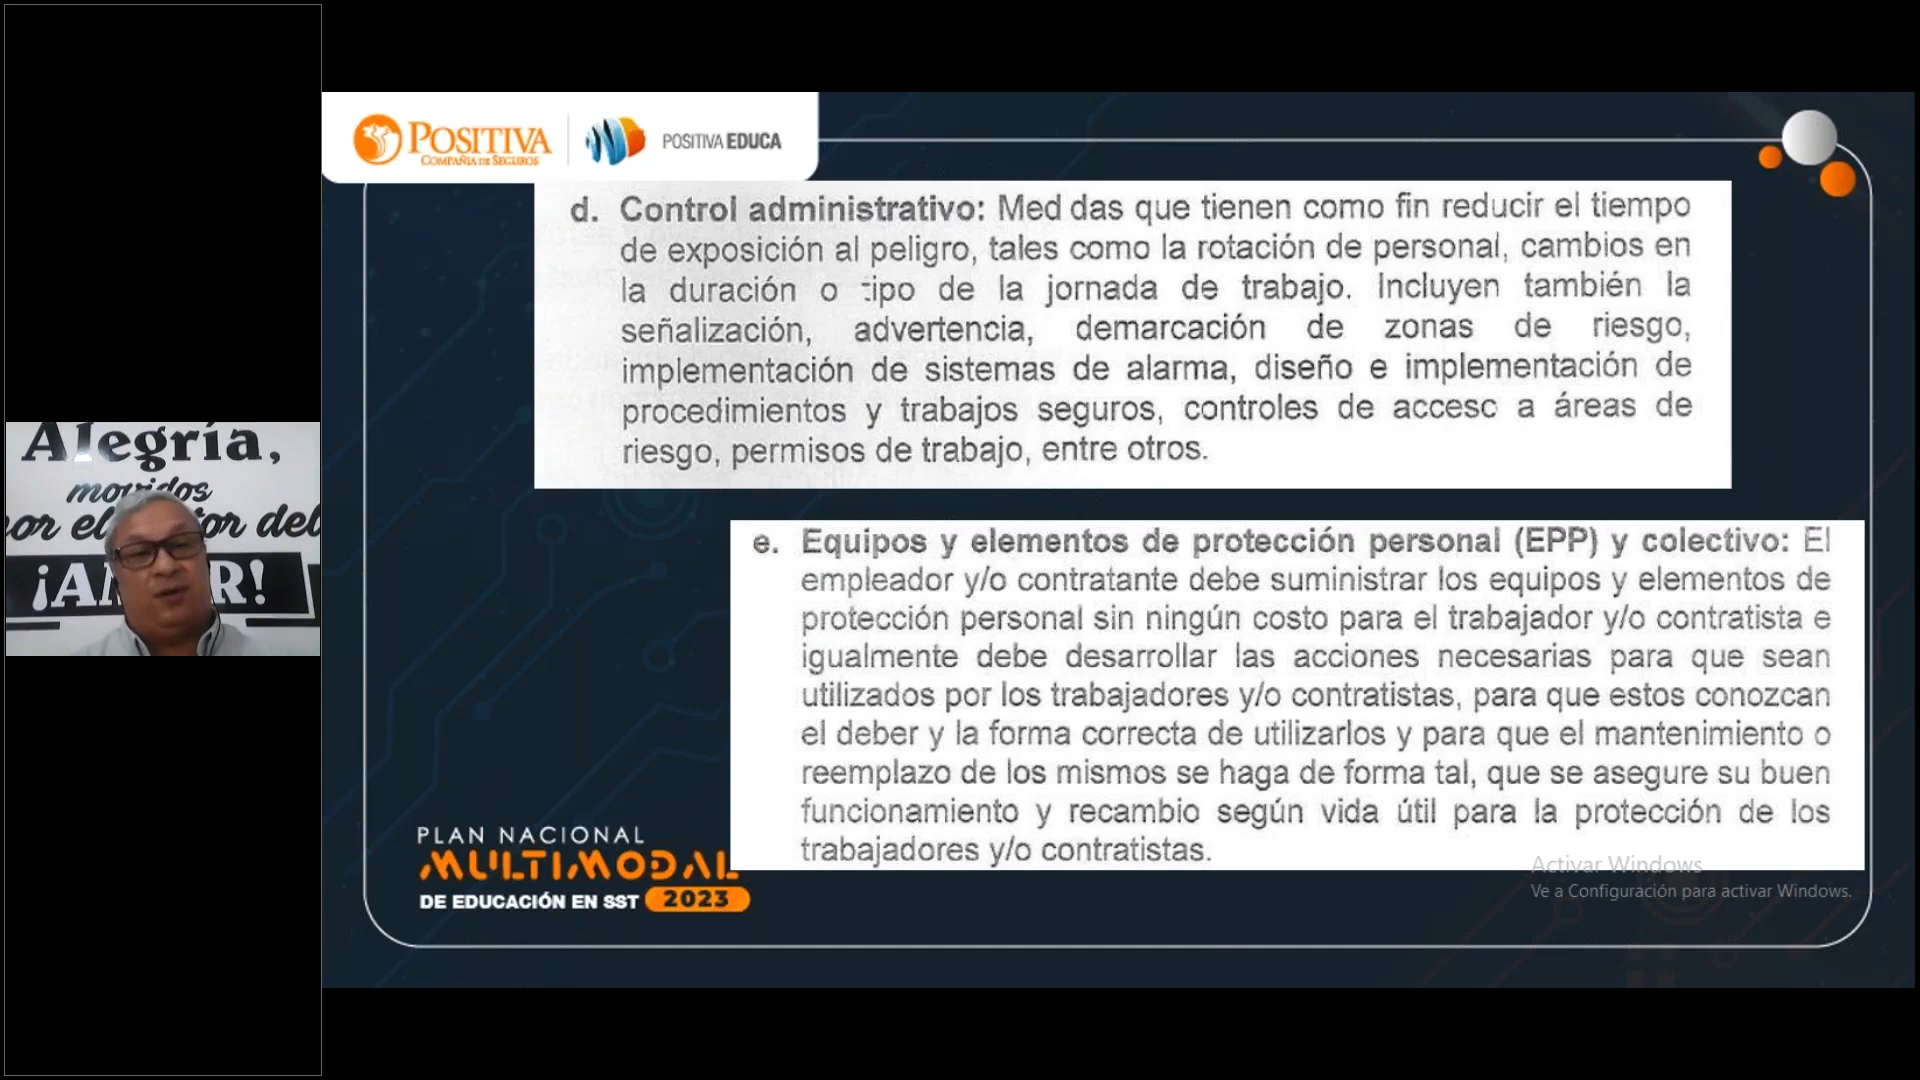 POSITIVA
COMPAÑIA DE SEGUROS
POSITIVA EDUCA
d. Control administrativo: Med das que tienen como fin reducir el tiempo
de exposición al peligro, tales como la rotación de personal, cambios en
la duración o tipo de la jornada de trabajo. Incluyen también la
señalización, advertencia, demarcación de zonas de riesgo,
implementación de sistemas de alarma, diseño e implementación de
procedimientos y trabajos seguros, controles de acceso a áreas de
riesgo, permisos de trabajo, entre otros.
e. Equipos y elementos de protección personal (EPP) y colectivo: El
empleador y/o contratante debe suministrar los equipos y elementos de
protección personal sin ningún costo para el trabajador y/o contratista e
igualmente debe desarrollar las acciones necesarias para que sean
utilizados por los trabajadores y/o contratistas, para que estos conozcan
el deber y la forma correcta de utilizarlos y para que el mantenimiento o
reemplazo de los mismos se haga de forma tal, que se asegure su buen
funcionamiento y recambio según vida útil para la protección de los
trabajadores y/o contratistas.
PLAN NACIONAL
MULTIMODAL
DE EDUCACIÓN EN SST 2023
Activar Windows
Ve a Configuración para activar Windows.
Alegría,
movidos
por el del
¡A R!